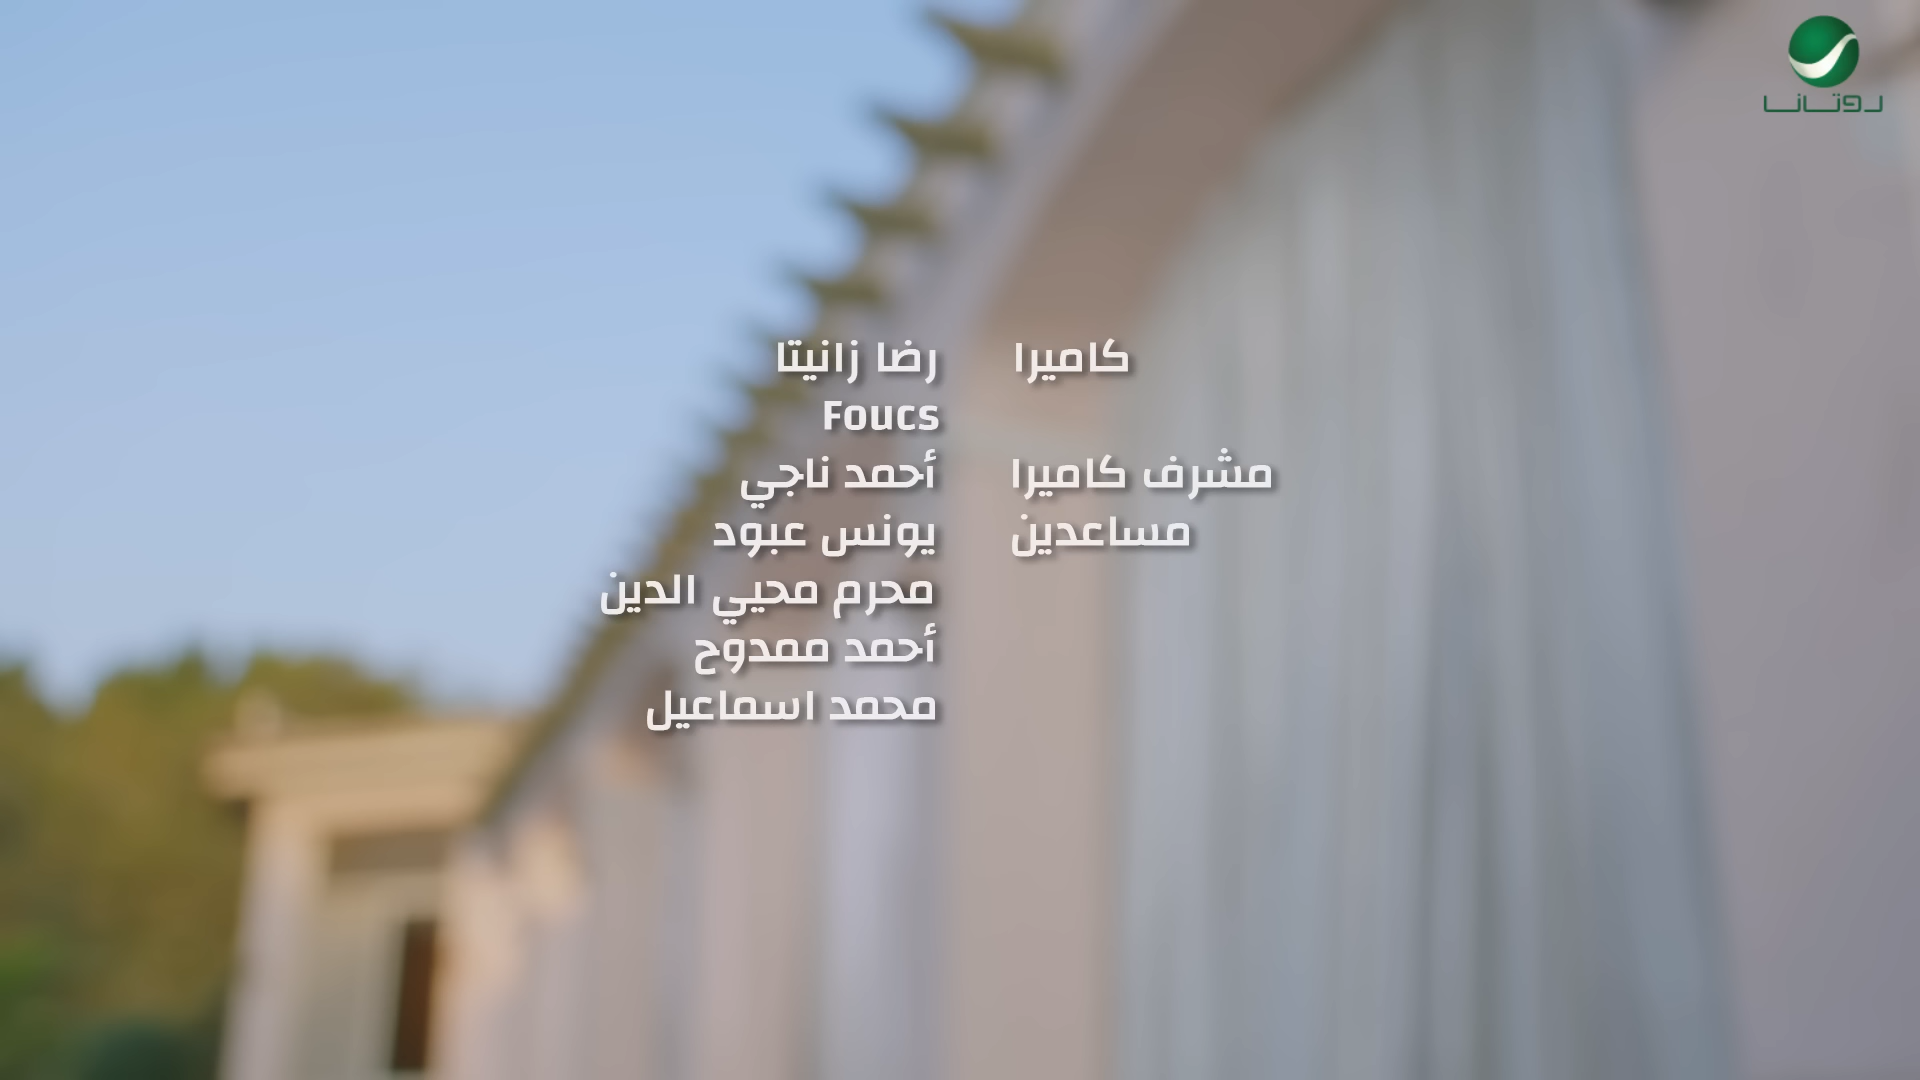 روتانا
كاميرا رضا زانيتا
Foucs
مشرف كاميرا أحمد ناجي
مساعدين يونس عبود
محرم محيي الدين
أحمد ممدوح
محمد اسماعيل